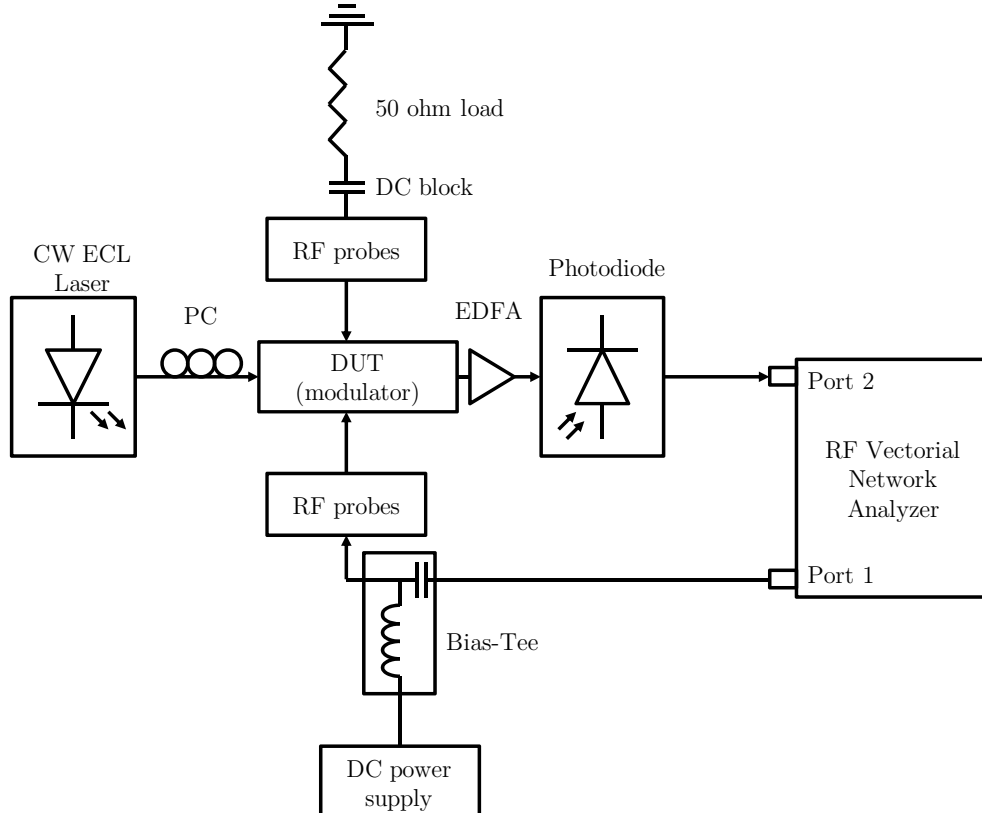 50 ohm load
DC block
RF probes
CW ECL
Laser
PC
EDFA
Photodiode
DUT
(modulator)
Port 2
RF Vectorial
Network
Analyzer
RF probes
Port 1
Bias-Tee
DC power
supply